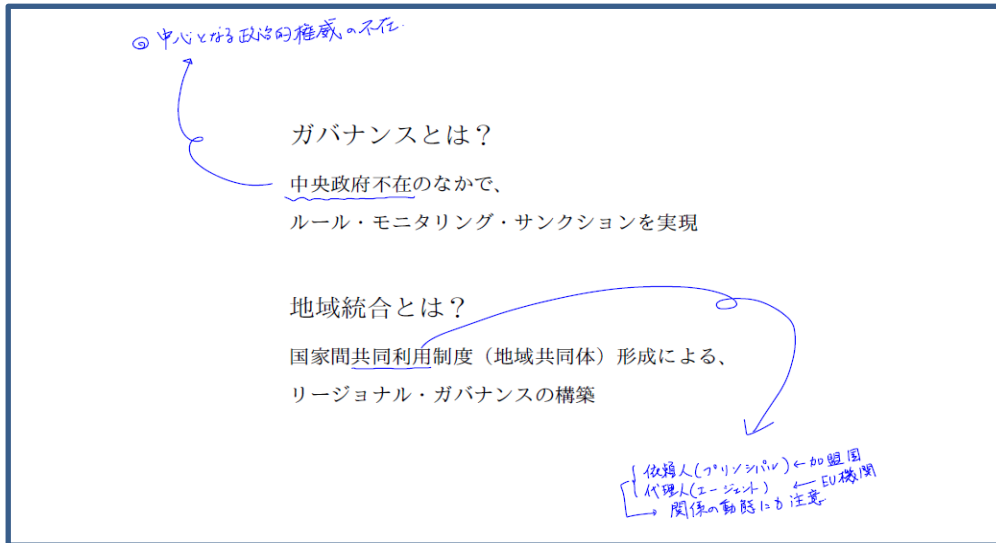 ◎ 中心となる政治的権威の不在
ガバナンスとは？
中央政府不在のなかで、
ルール・モニタリング・サンクションを実現
地域統合とは？
国家間共同利用制度（地域共同体）形成による、
リージョナル・ガバナンスの構築
依頼人(プリンシパル) ← 加盟国
代理人(エージェント) ← EU機関
→ 関係の動態にも注意